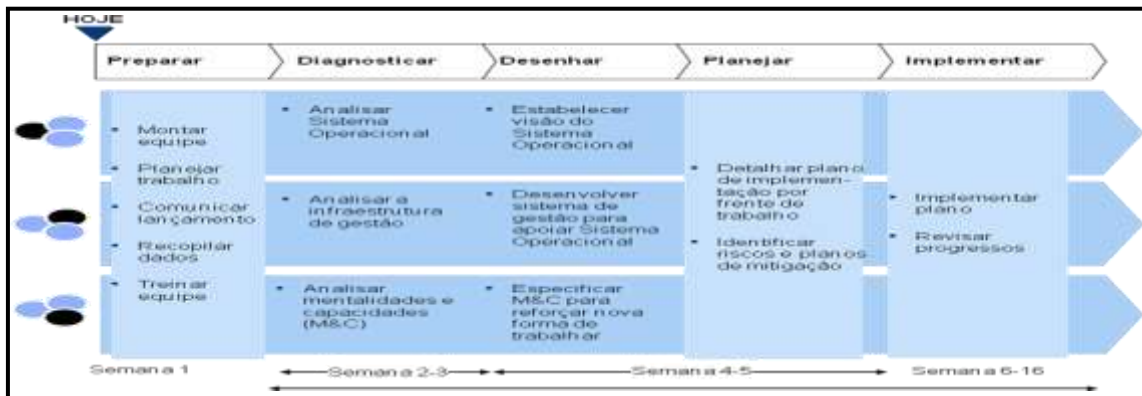 HOJE
Preparar
Diagnosticar
Desenhar
Planejar
Implementar
• Montar
equipe
• Planejar
trabalho
• Comunicar
lançamento
• Recopilar
dados
• Treinar
equipe
• Analisar
Sistema
Operacional
• Analisar a
infraestrutura
de gestão
• Analisar
mentalidades e
capacidades
(M&C)
• Estabelecer
visão do
Sistema
Operacional
• Desenvolver
sistema de
gestão para
apoiar Sistema
Operacional
• Especificar
M&C para
reforçar nova
forma de
trabalhar
• Detalhar plano
de implemen-
tação por
frente de
trabalho
• Identificar
riscos e planos
de mitigação
• Implementar
plano
• Revisar
progressos
Semana 1
Semana 2-3
Semana 4-5
Semana 6-16